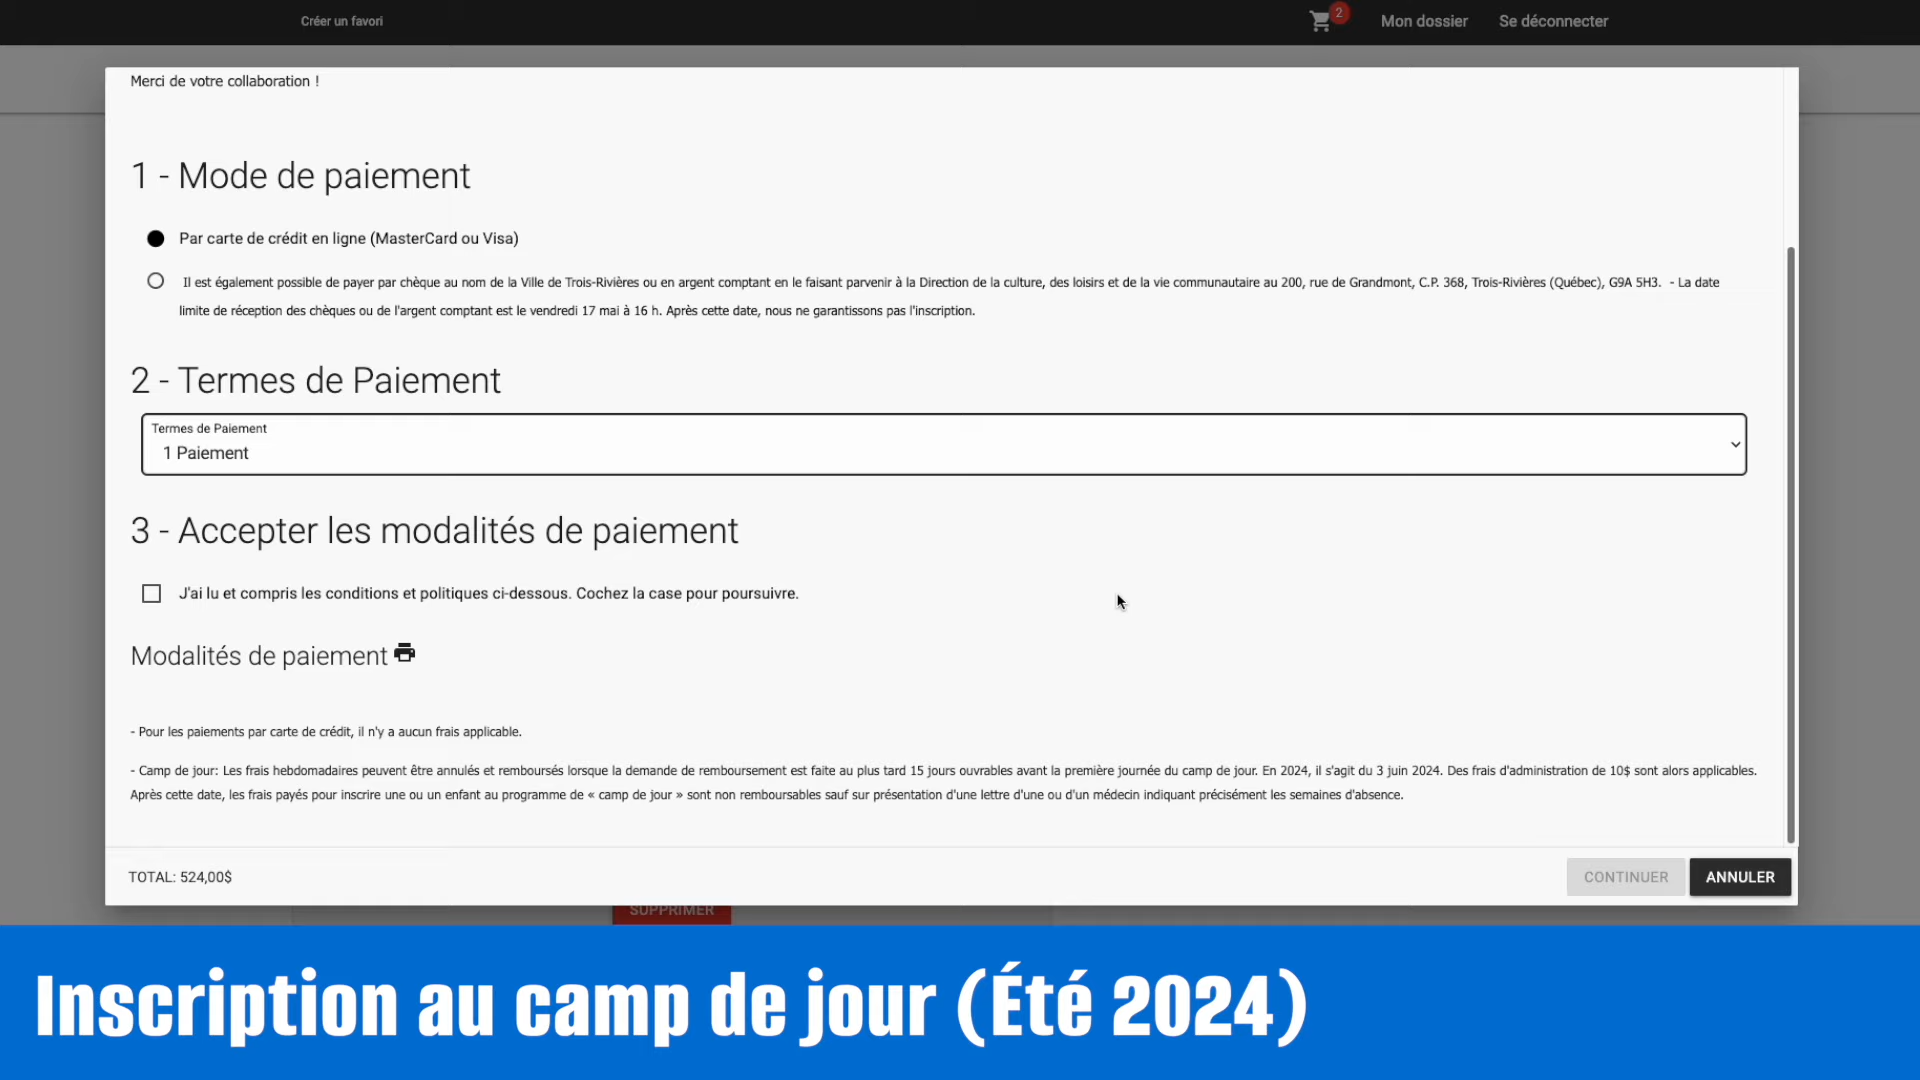 Créer un favori
2
Mon dossier
Se déconnecter
Merci de votre collaboration !
1 - Mode de paiement
Par carte de crédit en ligne (MasterCard ou Visa)
Il est également possible de payer par chèque au nom de la Ville de Trois-Rivières ou en argent comptant en le faisant parvenir à la Direction de la culture, des loisirs et de la vie communautaire au 200, rue de Grandmont, C.P. 368, Trois-Rivières (Québec), G9A 5H3. - La date
limite de réception des chèques ou de l'argent comptant est le vendredi 17 mai à 16 h. Après cette date, nous ne garantissons pas l'inscription.
2 - Termes de Paiement
Termes de Paiement
1 Paiement
3 - Accepter les modalités de paiement
J'ai lu et compris les conditions et politiques ci-dessous. Cochez la case pour poursuivre.
Modalités de paiement
- Pour les paiements par carte de crédit, il n'y a aucun frais applicable.
- Camp de jour: Les frais hebdomadaires peuvent être annulés et remboursés lorsque la demande de remboursement est faite au plus tard 15 jours ouvrables avant la première journée du camp de jour. En 2024, il s'agit du 3 juin 2024. Des frais d'administration de 10$ sont alors applicables.
Après cette date, les frais payés pour inscrire une ou un enfant au programme de « camp de jour » sont non remboursables sauf sur présentation d'une lettre d'une ou d'un médecin indiquant précisément les semaines d'absence.
TOTAL: 524,00$
CONTINUER
ANNULER
SUPPRIMER
Inscription au camp de jour (Été 2024)